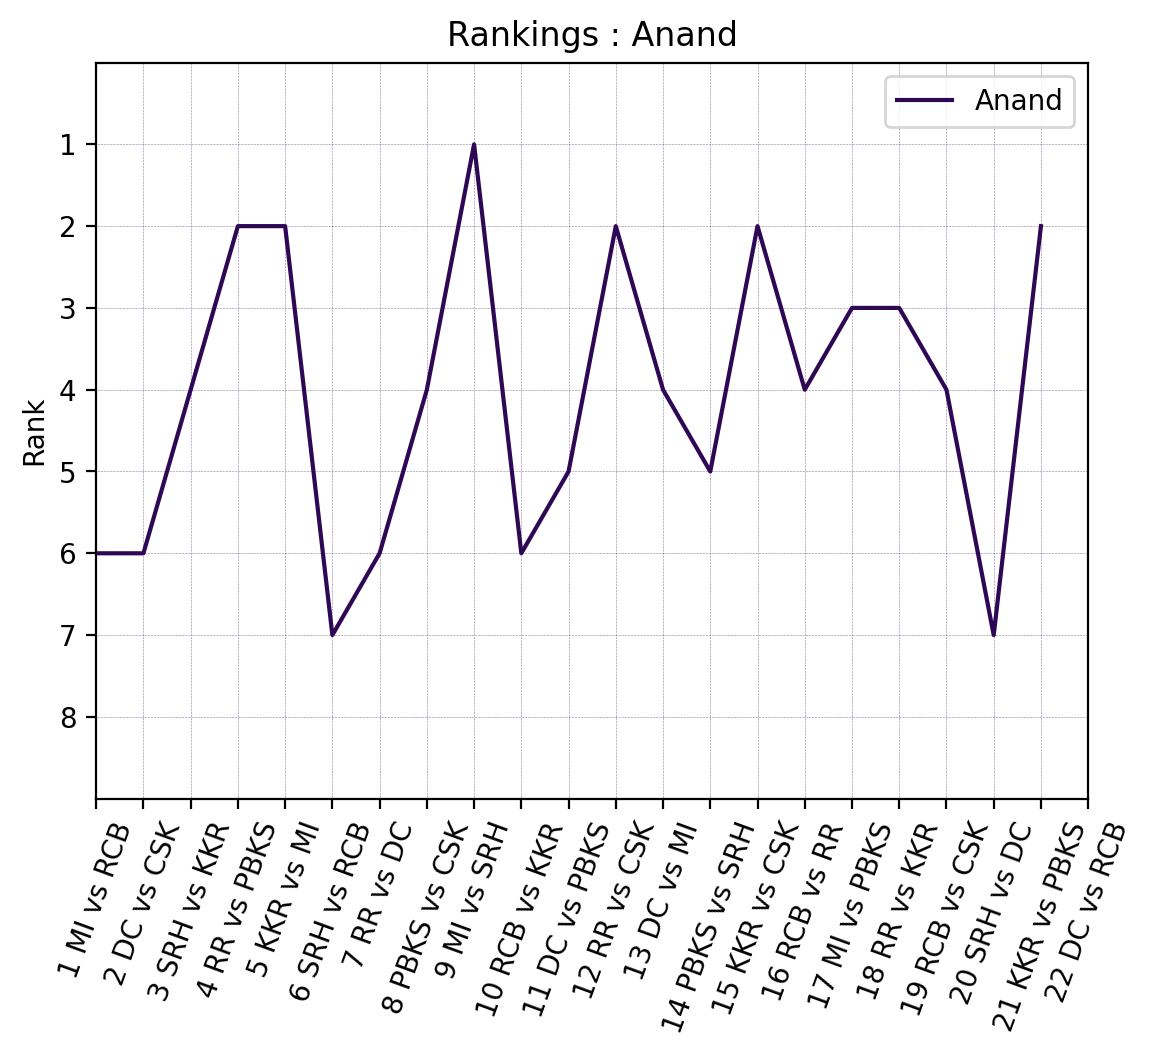 Rankings : Anand
Anand
Rank
1
2
3
4
5
6
7
8
1 MI vs RCB
2 DC vs CSK
3 SRH vs KKR
4 RR vs PBKS
5 KKR vs MI
6 SRH vs RCB
7 RR vs DC
8 PBKS vs CSK
9 MI vs SRH
10 RCB vs KKR
11 DC vs PBKS
12 RR vs CSK
13 DC vs MI
14 PBKS vs SRH
15 KKR vs CSK
16 RCB vs RR
17 MI vs PBKS
18 RR vs KKR
19 RCB vs CSK
20 SRH vs DC
21 KKR vs PBKS
22 DC vs RCB